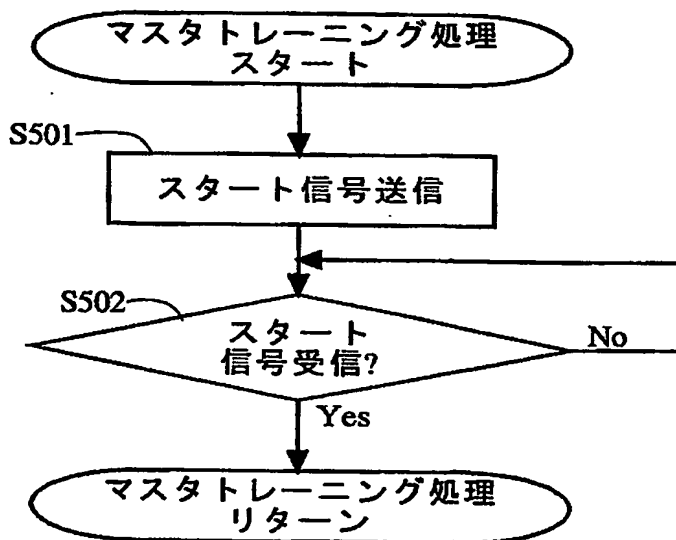 マスタトレーニング処理
スタート
S501
スタート信号送信
S502
スタート
信号受信?
No
Yes
マスタトレーニング処理
リターン